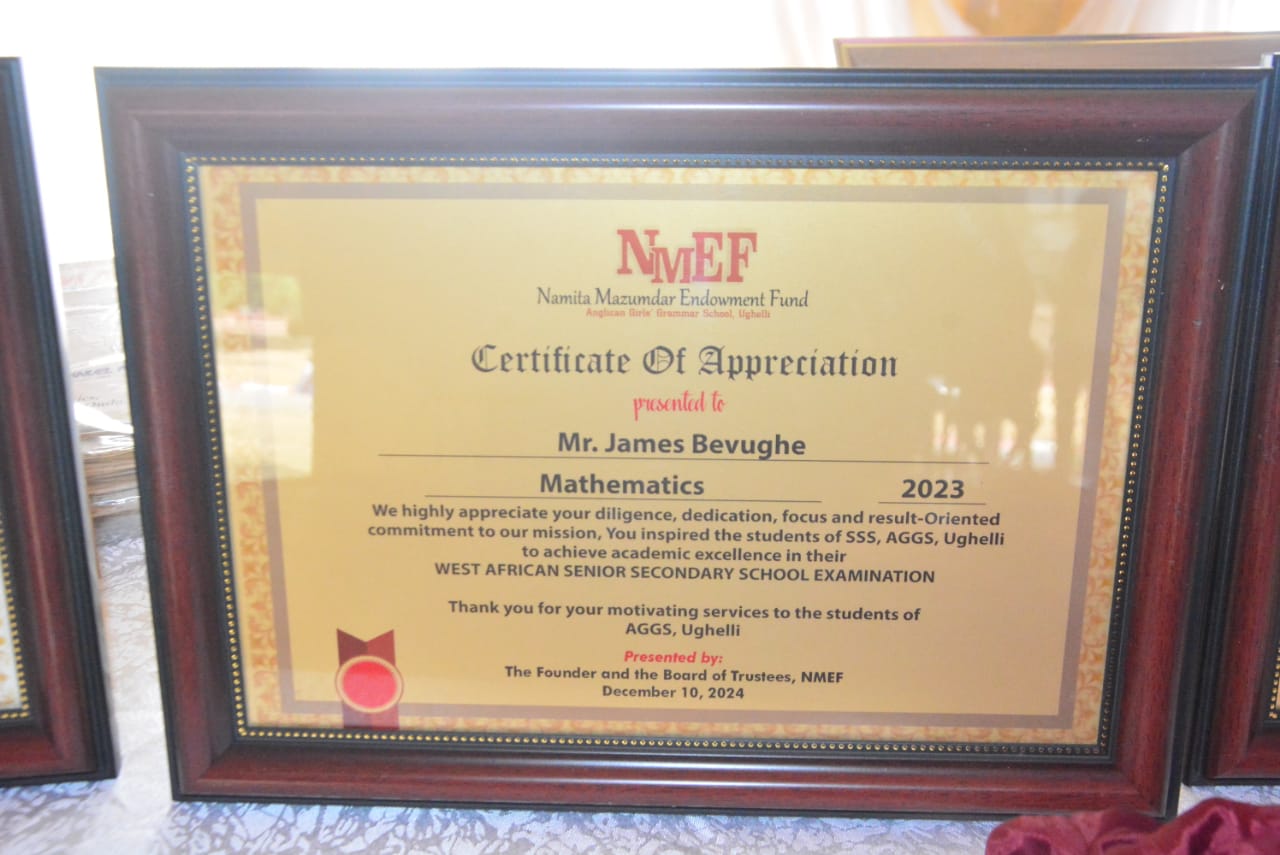 NMEF
Namita Mazumdar Endowment Fund
Anglican Girls' Grammar School, Ughelli
Certificate Of Appreciation
presented to
Mr. James Bevughe
Mathematics 2023
We highly appreciate your diligence, dedication, focus and result-Oriented
commitment to our mission, You inspired the students of SSS, AGGS, Ughelli
to achieve academic excellence in their
WEST AFRICAN SENIOR SECONDARY SCHOOL EXAMINATION
Thank you for your motivating services to the students of
AGGS, Ughelli
Presented by:
The Founder and the Board of Trustees, NMEF
December 10, 2024